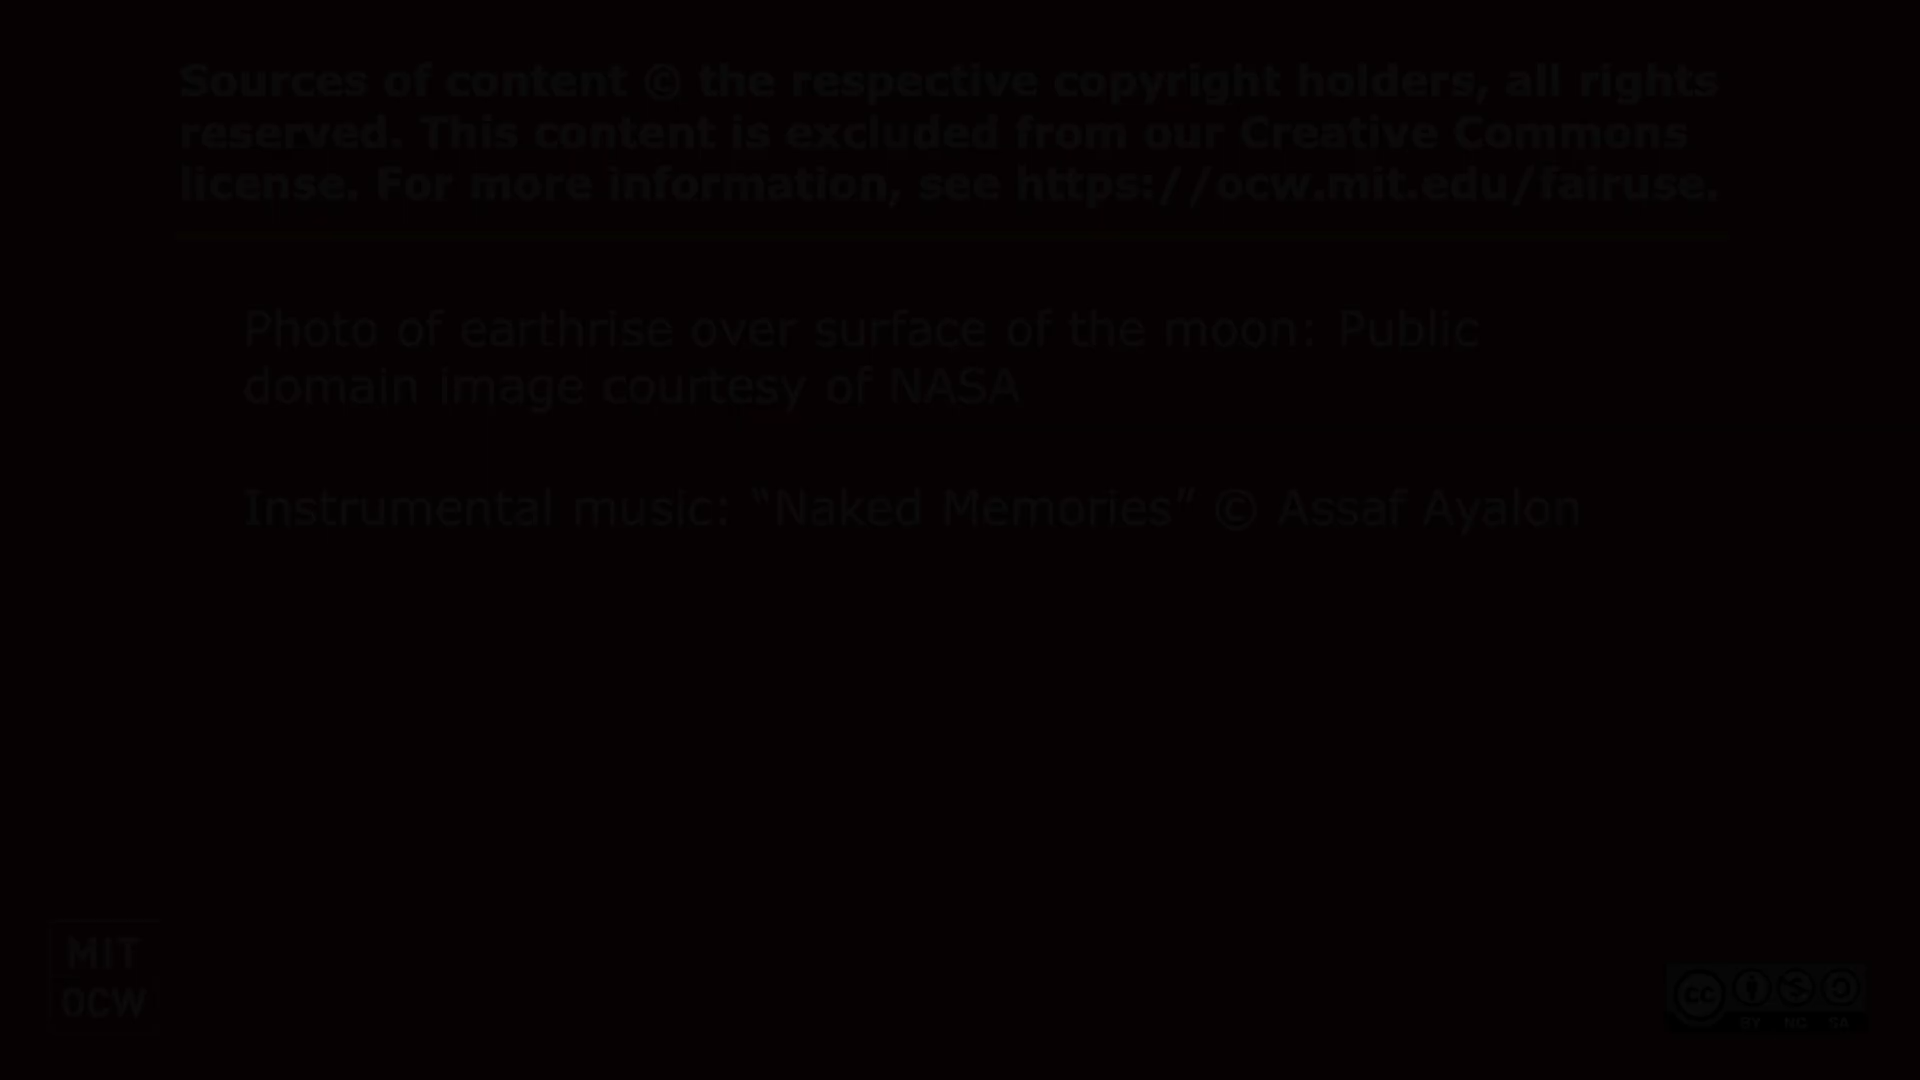 Sources of content © the respective copyright holders, all rights
reserved. This content is excluded from our Creative Commons
license. For more information, see https://ocw.mit.edu/fairuse.
Photo of earthrise over surface of the moon: Public
domain image courtesy of NASA
Instrumental music: “Naked Memories” © Assaf Ayalon
MIT
OCW
cc
BY NC SA